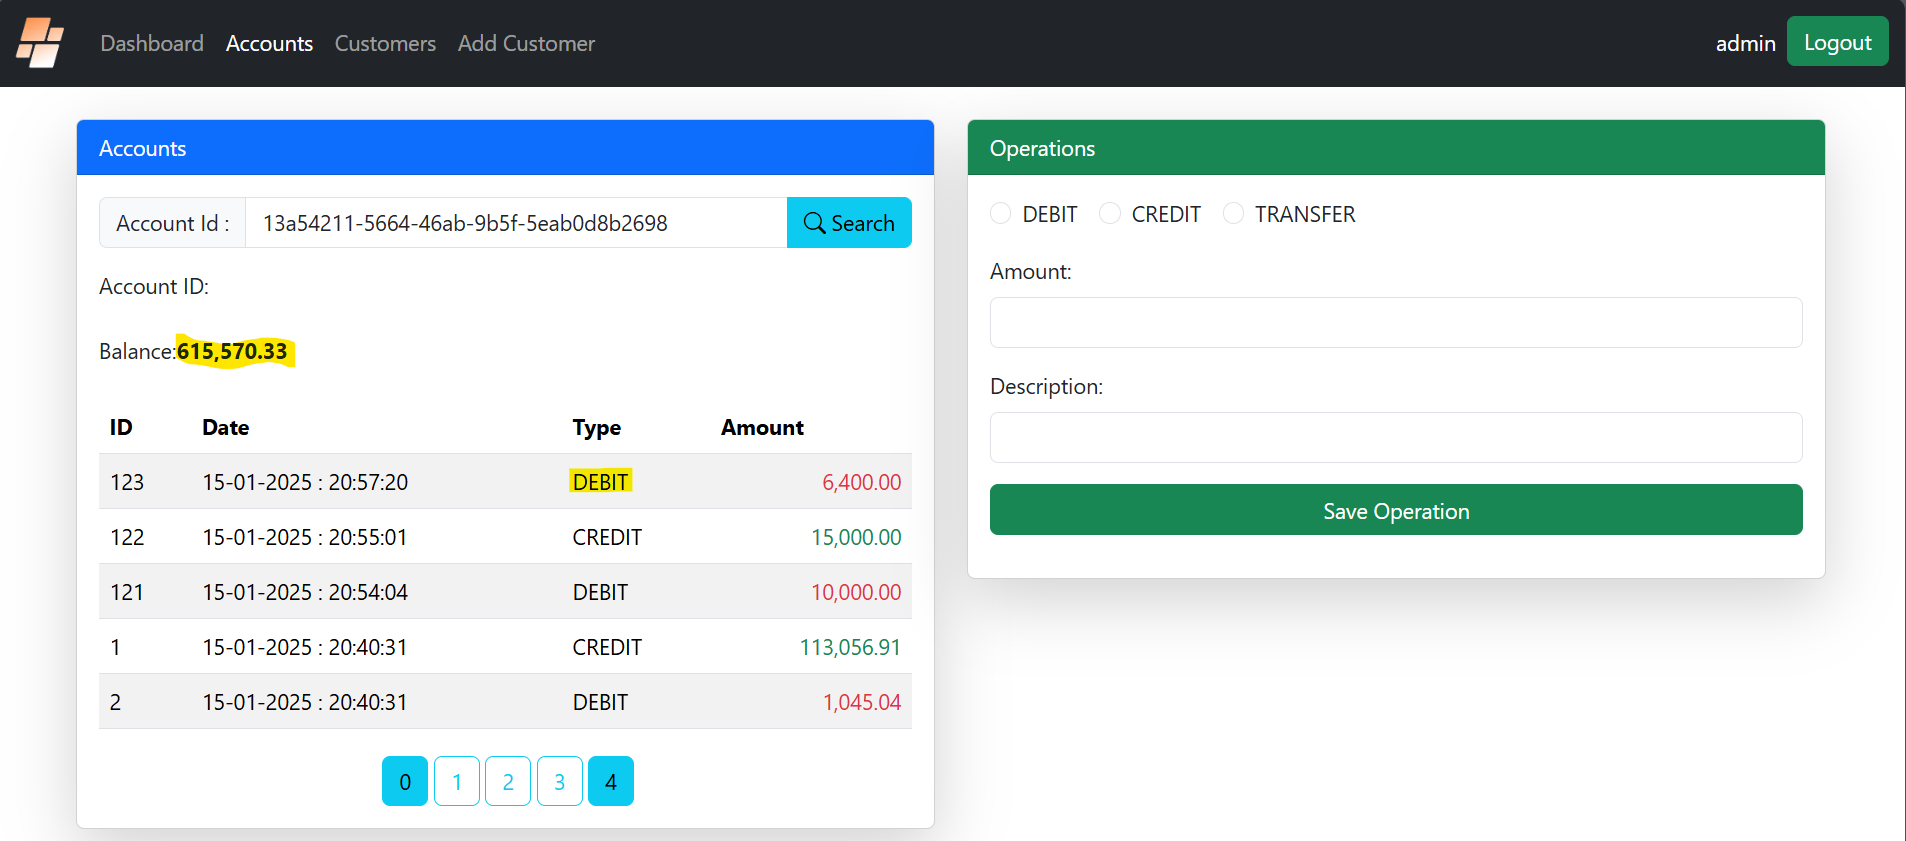 Dashboard Accounts Customers Add Customer admin Logout
Accounts
Account Id : 13a54211-5664-46ab-9b5f-5eab0d8b2698 Search
Account ID:
Balance:615,570.33
ID Date Type Amount
123 15-01-2025 : 20:57:20 DEBIT 6,400.00
122 15-01-2025 : 20:55:01 CREDIT 15,000.00
121 15-01-2025 : 20:54:04 DEBIT 10,000.00
1 15-01-2025 : 20:40:31 CREDIT 113,056.91
2 15-01-2025 : 20:40:31 DEBIT 1,045.04
0 1 2 3 4
Operations
DEBIT CREDIT TRANSFER
Amount:
Description:
Save Operation